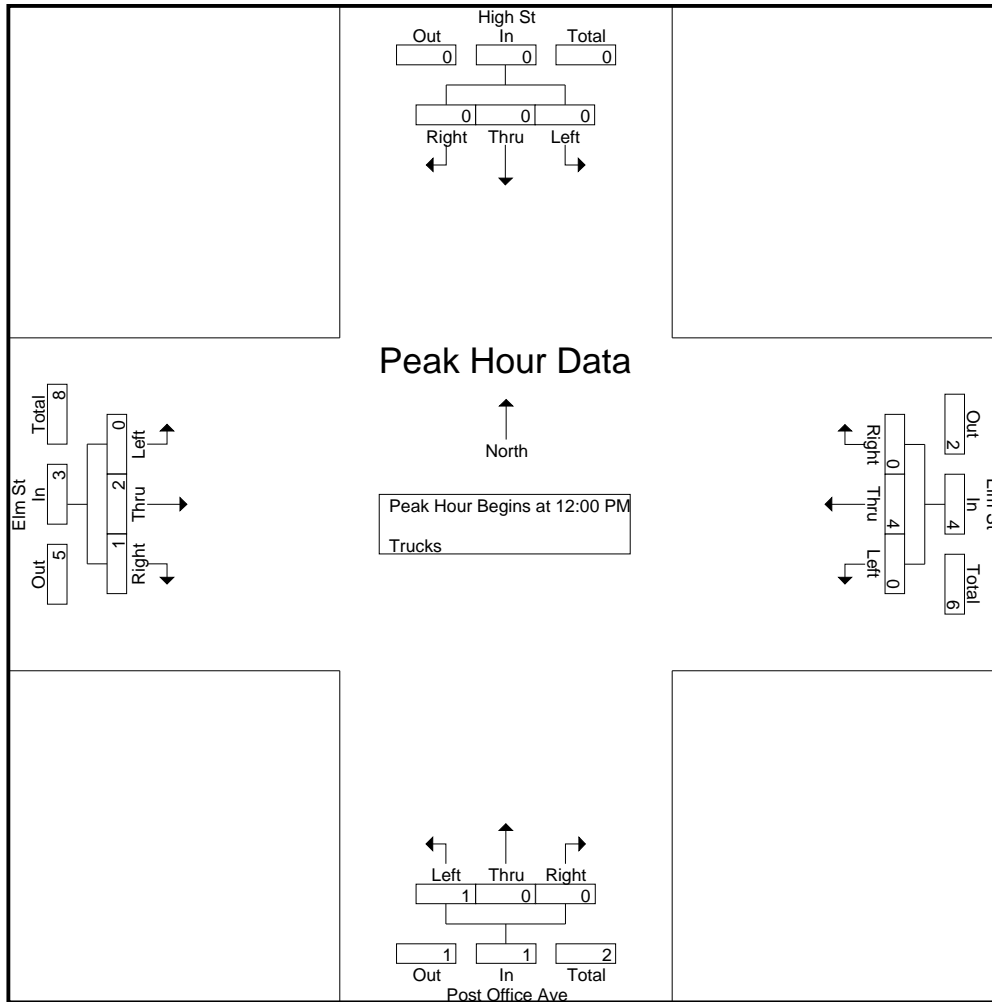 High St
Out In Total
0 0 0
0 0 0
Right Thru Left
Peak Hour Data
North
Peak Hour Begins at 12:00 PM
Trucks
Elm St
Total In Out
8 3 5
0 2 1
Left Thru Right
Elm St
Out In Total
2 4 6
0 4 0
Right Thru Left
Left Thru Right
1 0 0
1 1 2
Out In Total
Post Office Ave